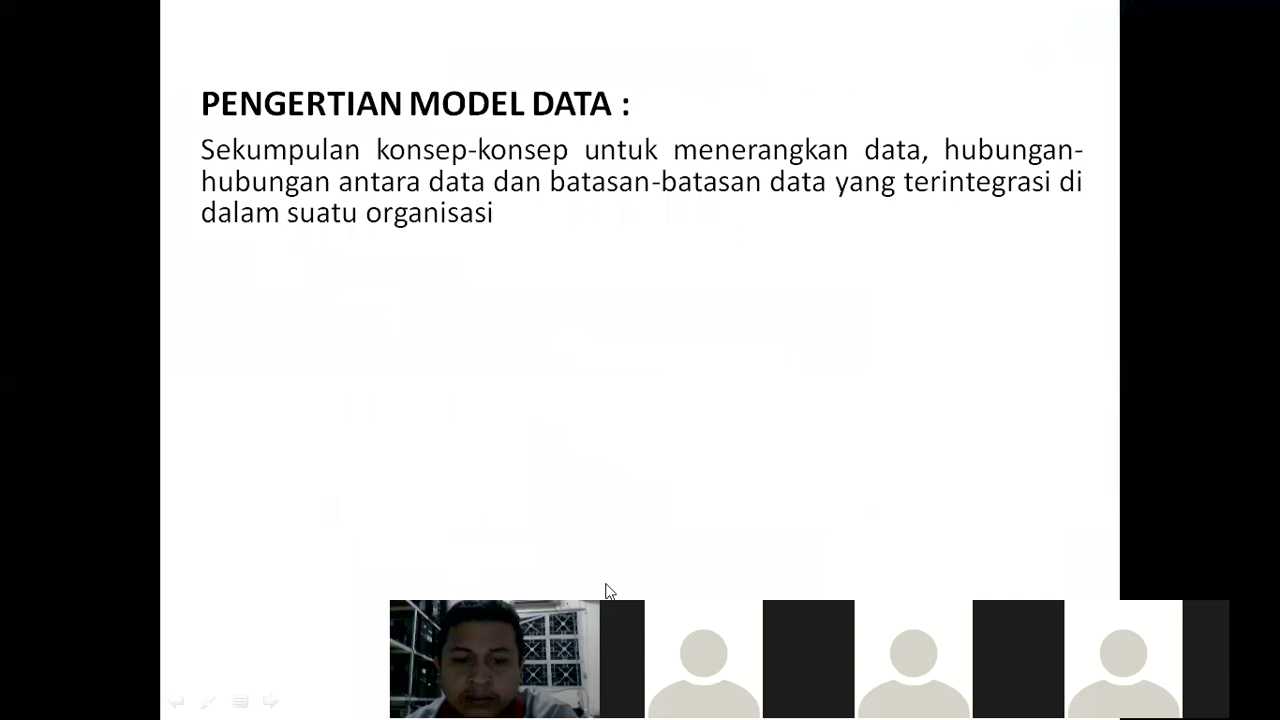 PENGERTIAN MODEL DATA :
Sekumpulan konsep-konsep untuk menerangkan data, hubungan-
hubungan antara data dan batasan-batasan data yang terintegrasi di
dalam suatu organisasi